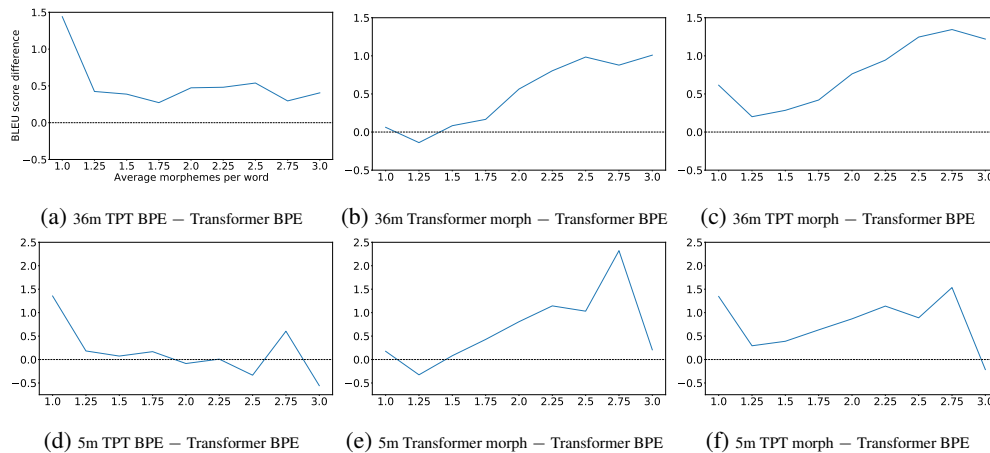 BLEU score difference
1.5
1.0
0.5
0.0
−0.5
1.0 1.25 1.5 1.75 2.0 2.25 2.5 2.75 3.0
Average morphemes per word
(a) 36m TPT BPE − Transformer BPE
1.5
1.0
0.5
0.0
−0.5
1.0 1.25 1.5 1.75 2.0 2.25 2.5 2.75 3.0
(b) 36m Transformer morph − Transformer BPE
1.5
1.0
0.5
0.0
−0.5
1.0 1.25 1.5 1.75 2.0 2.25 2.5 2.75 3.0
(c) 36m TPT morph − Transformer BPE
2.5
2.0
1.5
1.0
0.5
0.0
−0.5
1.0 1.25 1.5 1.75 2.0 2.25 2.5 2.75 3.0
(d) 5m TPT BPE − Transformer BPE
2.5
2.0
1.5
1.0
0.5
0.0
−0.5
1.0 1.25 1.5 1.75 2.0 2.25 2.5 2.75 3.0
(e) 5m Transformer morph − Transformer BPE
2.5
2.0
1.5
1.0
0.5
0.0
−0.5
1.0 1.25 1.5 1.75 2.0 2.25 2.5 2.75 3.0
(f) 5m TPT morph − Transformer BPE